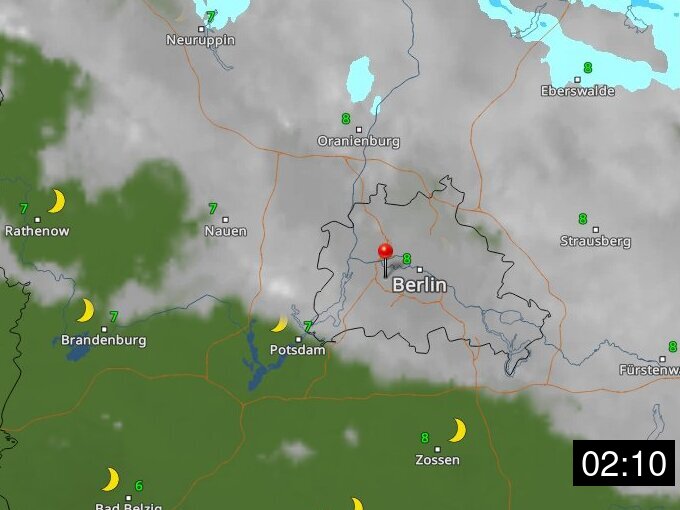 7
Neuruppin
8
Eberswalde
8
Oranienburg
7
Rathenow
7
Nauen
8
Strausberg
8
Berlin
7
Brandenburg
7
Potsdam
8
8
Zossen
02:10
6
Bad Belzig